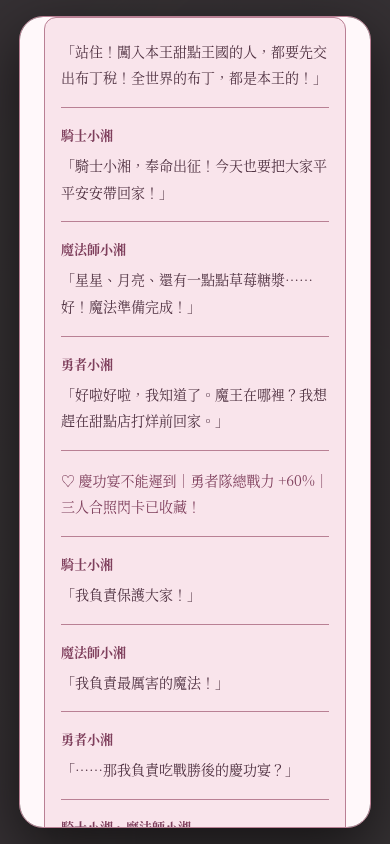 「站住！闖入本王甜點王國的人，都要先交
出布丁稅！全世界的布丁，都是本王的！」
騎士小湘
「騎士小湘，奉命出征！今天也要把大家平
平安安帶回家！」
魔法師小湘
「星星、月亮、還有一點點草莓糖漿……
好！魔法準備完成！」
勇者小湘
「好啦好啦，我知道了。魔王在哪裡？我想
趕在甜點店打烊前回家。」
♡ 慶功宴不能遲到｜勇者隊總戰力 +60%｜
三人合照閃卡已收藏！
騎士小湘
「我負責保護大家！」
魔法師小湘
「我負責最厲害的魔法！」
勇者小湘
「……那我負責吃戰勝後的慶功宴？」
騎士小湘、魔法師小湘